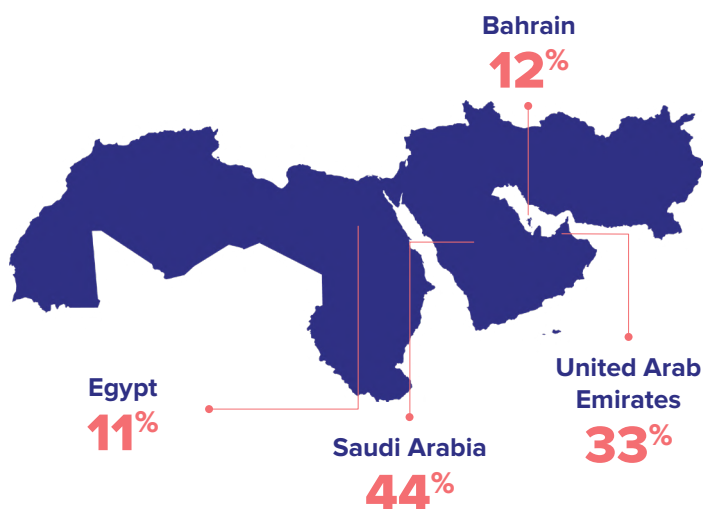 Bahrain
12%
Egypt
11%
Saudi Arabia
44%
United Arab
Emirates
33%